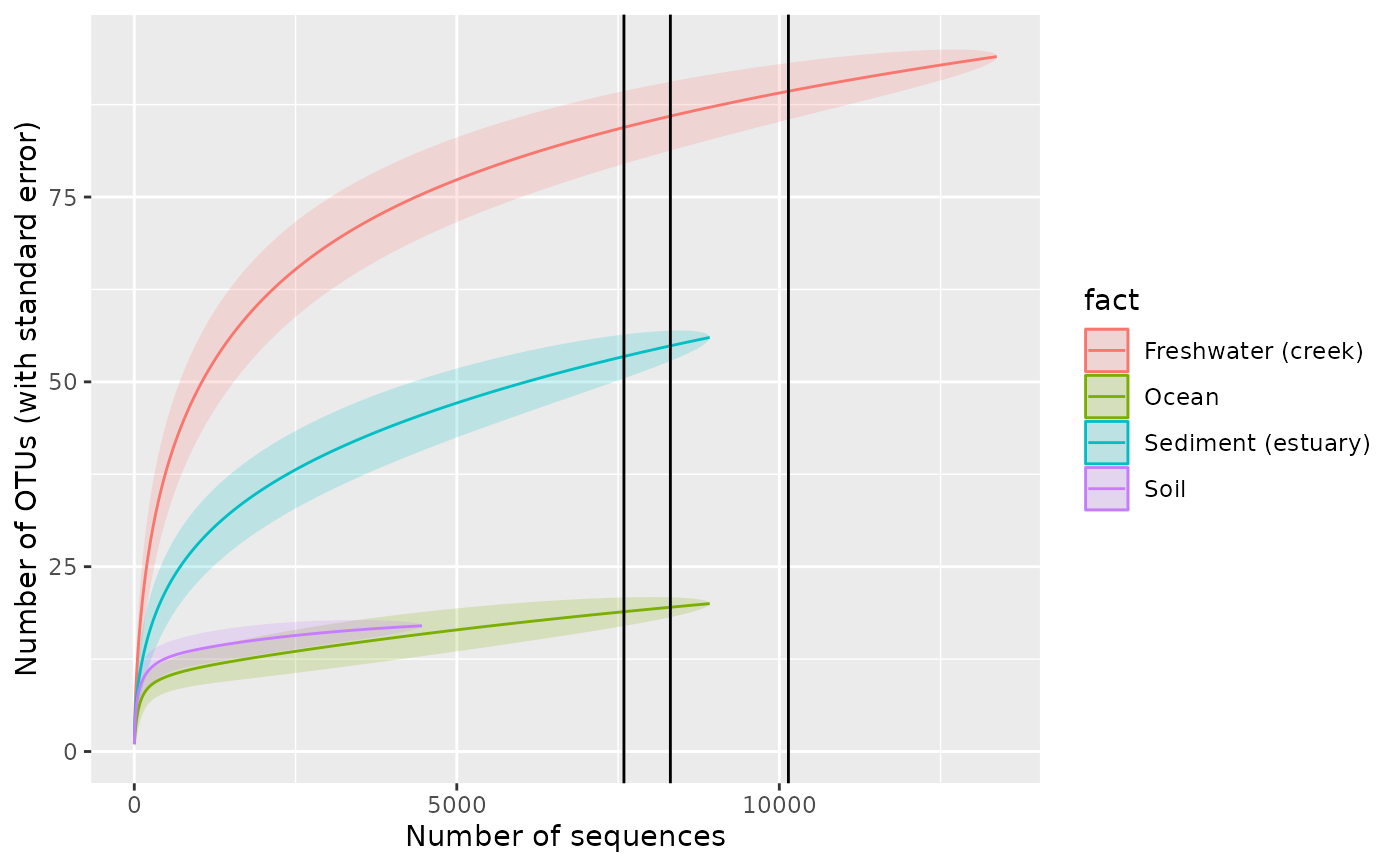 Number of OTUs (with standard error)
75
50
25
0
0 5000 10000
Number of sequences
fact
Freshwater (creek)
Ocean
Sediment (estuary)
Soil